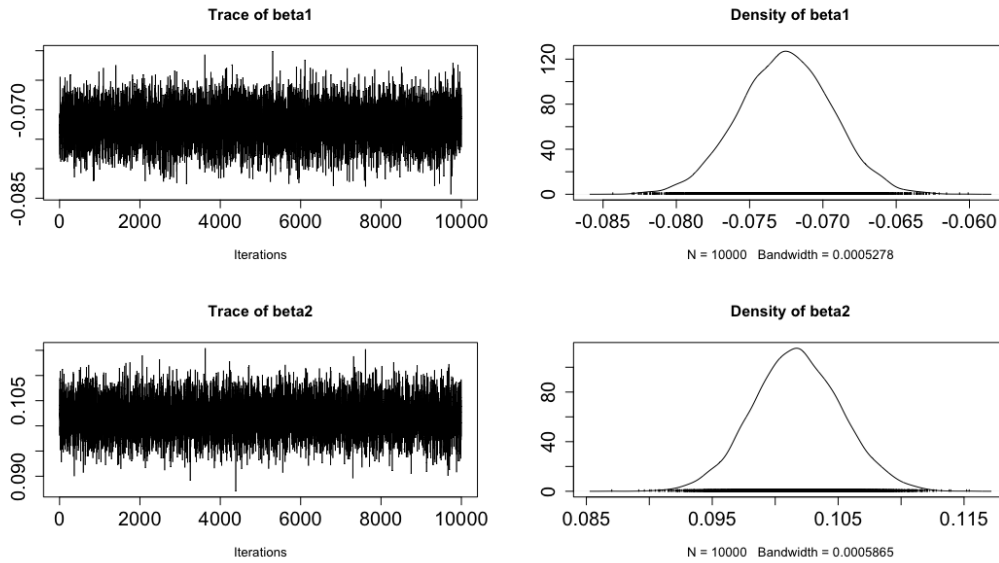 Trace of beta1
-0.070
-0.085
0 2000 4000 6000 8000 10000
Iterations
Density of beta1
120
80
40
0
-0.085 -0.080 -0.075 -0.070 -0.065 -0.060
N = 10000 Bandwidth = 0.0005278
Trace of beta2
0.105
0.090
0 2000 4000 6000 8000 10000
Iterations
Density of beta2
80
40
0
0.085 0.095 0.105 0.115
N = 10000 Bandwidth = 0.0005865